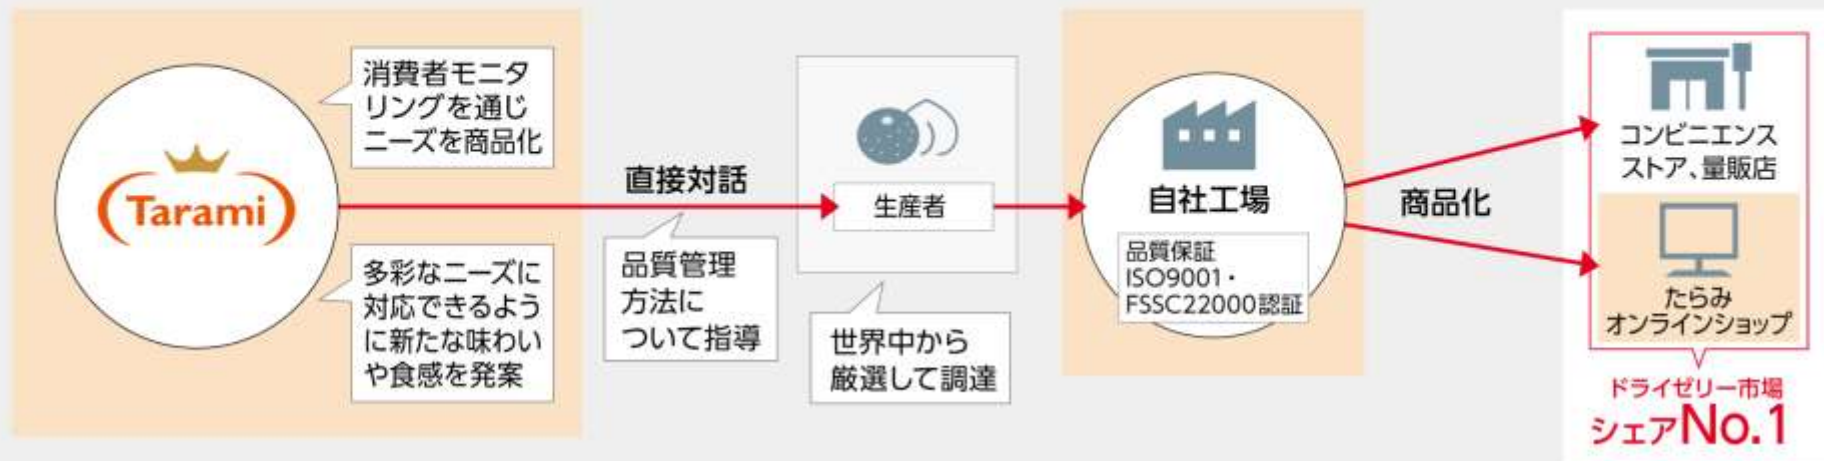 Tarami
消費者モニタ
リングを通じ
ニーズを商品化
多彩なニーズに
対応できるよう
に新たな味わい
や食感を発案
直接対話
品質管理
方法に
ついて指導
生産者
世界中から
厳選して調達
自社工場
品質保証
ISO9001・
FSSC22000認証
商品化
コンビニエンス
ストア、量販店
たらみ
オンラインショップ
ドライゼリー市場
シェアNo.1